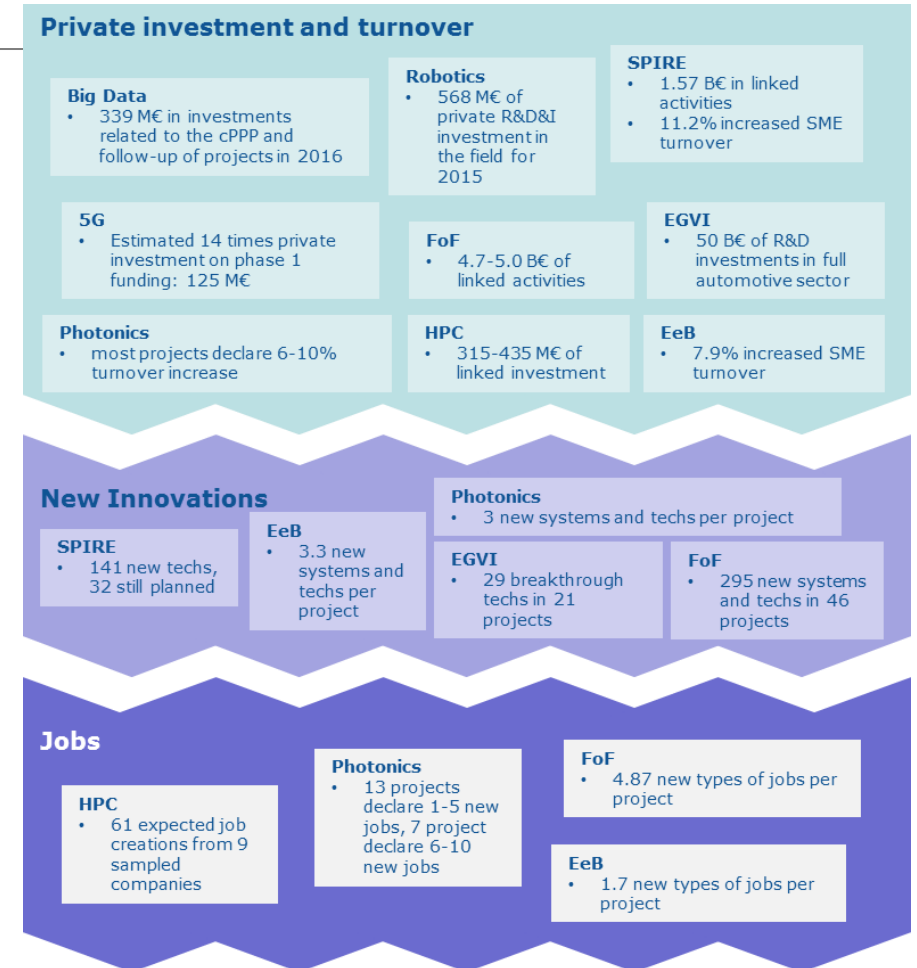 Private investment and turnover
Big Data
• 339 M€ in investments
related to the cPPP and
follow-up of projects in 2016
Robotics
• 568 M€ of
private R&D&I
investment in
the field for
2015
SPIRE
• 1.57 B€ in linked
activities
• 11.2% increased SME
turnover
5G
• Estimated 14 times private
investment on phase 1
funding: 125 M€
FoF
• 4.7-5.0 B€ of
linked activities
EGVI
• 50 B€ of R&D
investments in full
automotive sector
Photonics
• most projects declare 6-10%
turnover increase
HPC
• 315-435 M€ of
linked investment
EeB
• 7.9% increased SME
turnover
New Innovations
SPIRE
• 141 new techs,
32 still planned
EeB
• 3.3 new
systems and
techs per
project
Photonics
• 3 new systems and techs per project
EGVI
• 29 breakthrough
techs in 21
projects
FoF
• 295 new systems
and techs in 46
projects
Jobs
HPC
• 61 expected job
creations from 9
sampled
companies
Photonics
• 13 projects
declare 1-5 new
jobs, 7 project
declare 6-10
new jobs
FoF
• 4.87 new types of jobs per
project
EeB
• 1.7 new types of jobs per
project